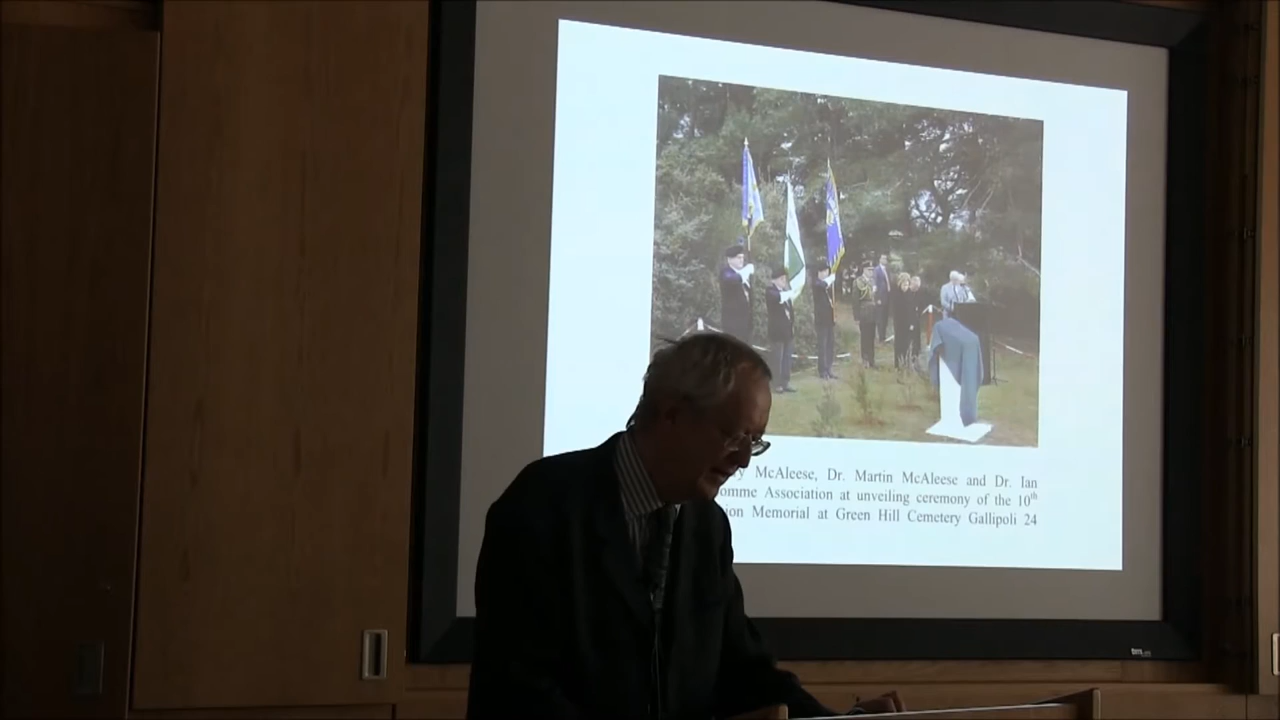 McAleese, Dr. Martin McAleese and Dr. Ian
omme Association at unveiling ceremony of the 10th
Memorial at Green Hill Cemetery Gallipoli 24